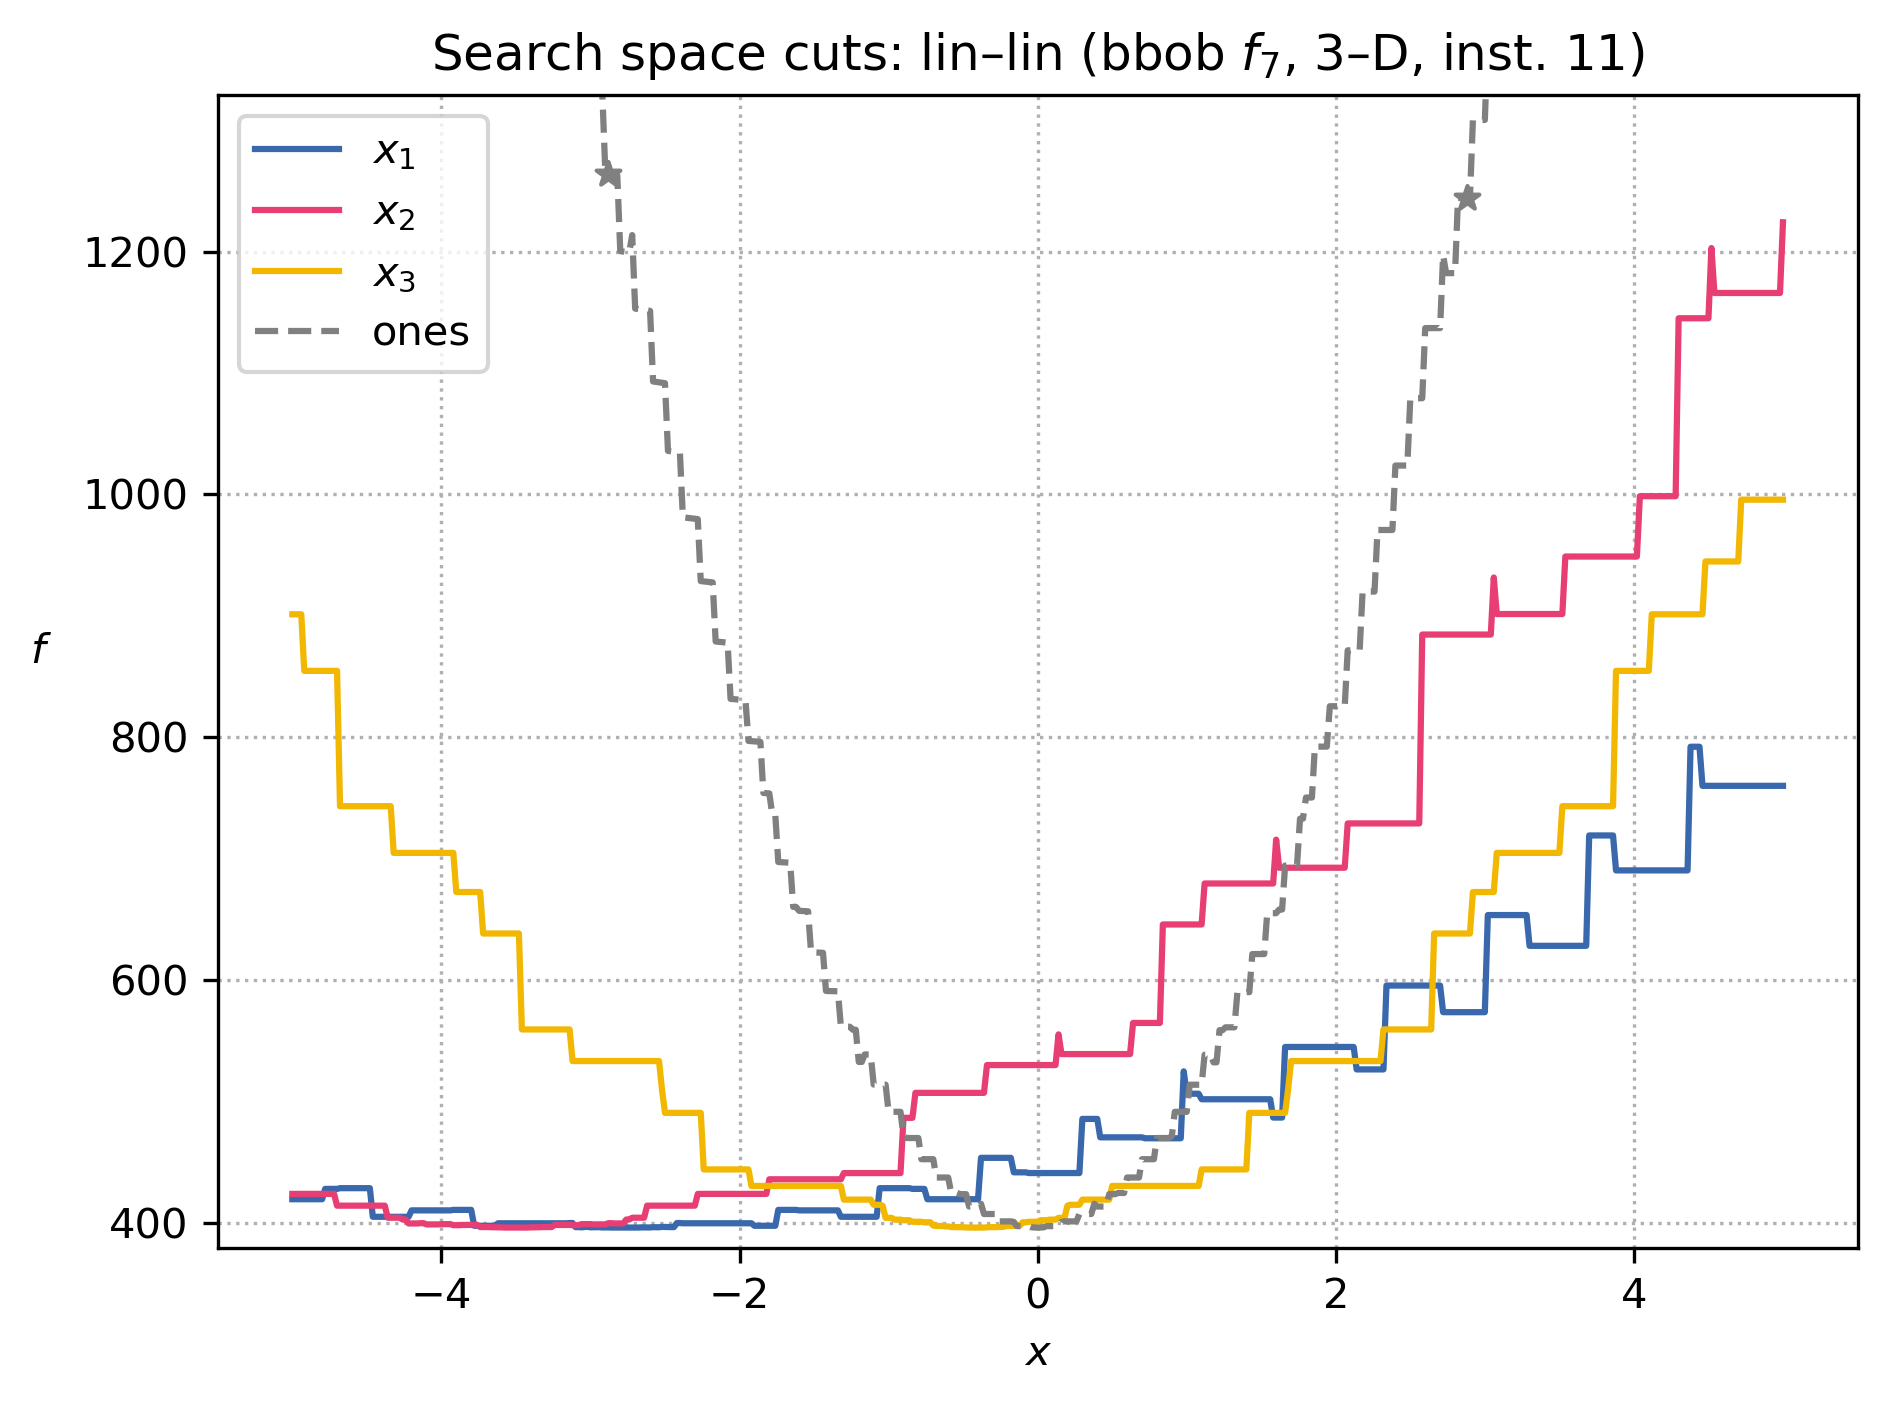 Search space cuts: lin–lin (bbob f₇, 3–D, inst. 11)
x₁
x₂
x₃
ones
1200
1000
800
600
400
f
−4
−2
0
2
4
x